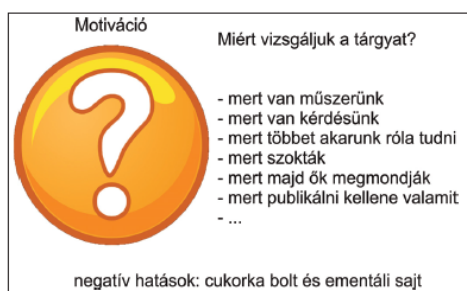 Motiváció
Miért vizsgáljuk a tárgyat?
- mert van műszerünk
- mert van kérdésünk
- mert többet akarunk róla tudni
- mert szokták
- mert majd ők megmondják
- mert publikálni kellene valamit
- ...
negatív hatások: cukorka bolt és ementáli sajt